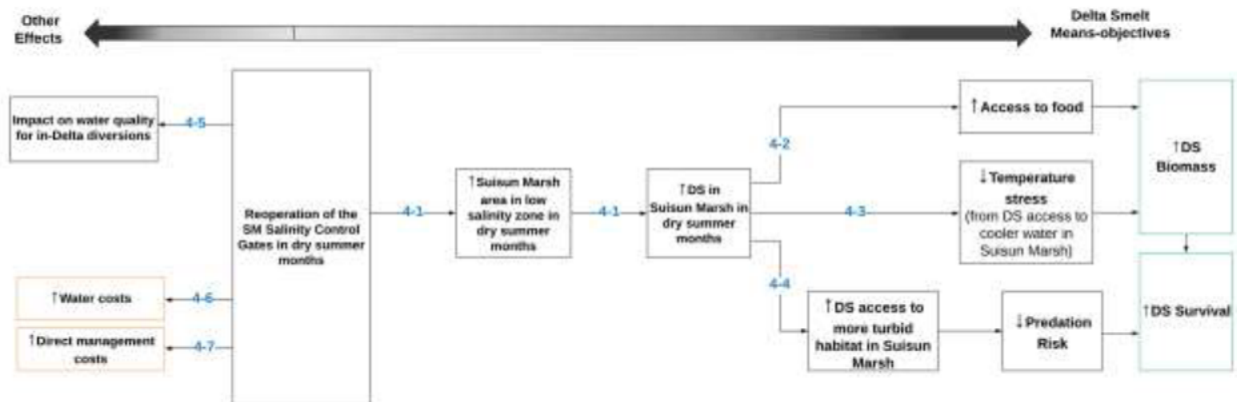 Other
Effects
Delta Smelt
Means-objectives
Impact on water quality
for in-Delta diversions
4-5
↑Water costs
4-6
↑Direct management
costs
4-7
Reoperation of the
SM Salinity Control
Gates in dry summer
months
4-1
↑Suisun Marsh
area in low
salinity zone in
dry summer
months
4-1
↑DS in
Suisun Marsh in
dry summer
months
4-2
↑Access to food
4-3
↓Temperature
stress
(from DS access to
cooler water in
Suisun Marsh)
4-4
↑DS access to
more turbid
habitat in Suisun
Marsh
↓Predation
Risk
↑DS
Biomass
↑DS Survival